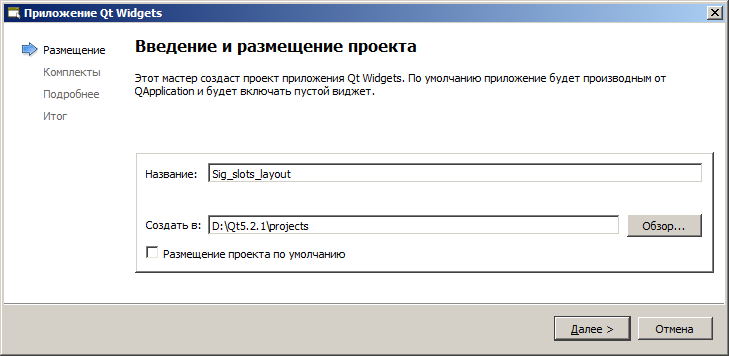 Приложение Qt Widgets
Размещение
Комплекты
Подробнее
Итог
Введение и размещение проекта
Этот мастер создаст проект приложения Qt Widgets. По умолчанию приложение будет производным от
QApplication и будет включать пустой виджет.
Название: Sig_slots_layout
Создать в: D:\Qt5.2.1\projects Обзор...
Размещение проекта по умолчанию
Далее > Отмена